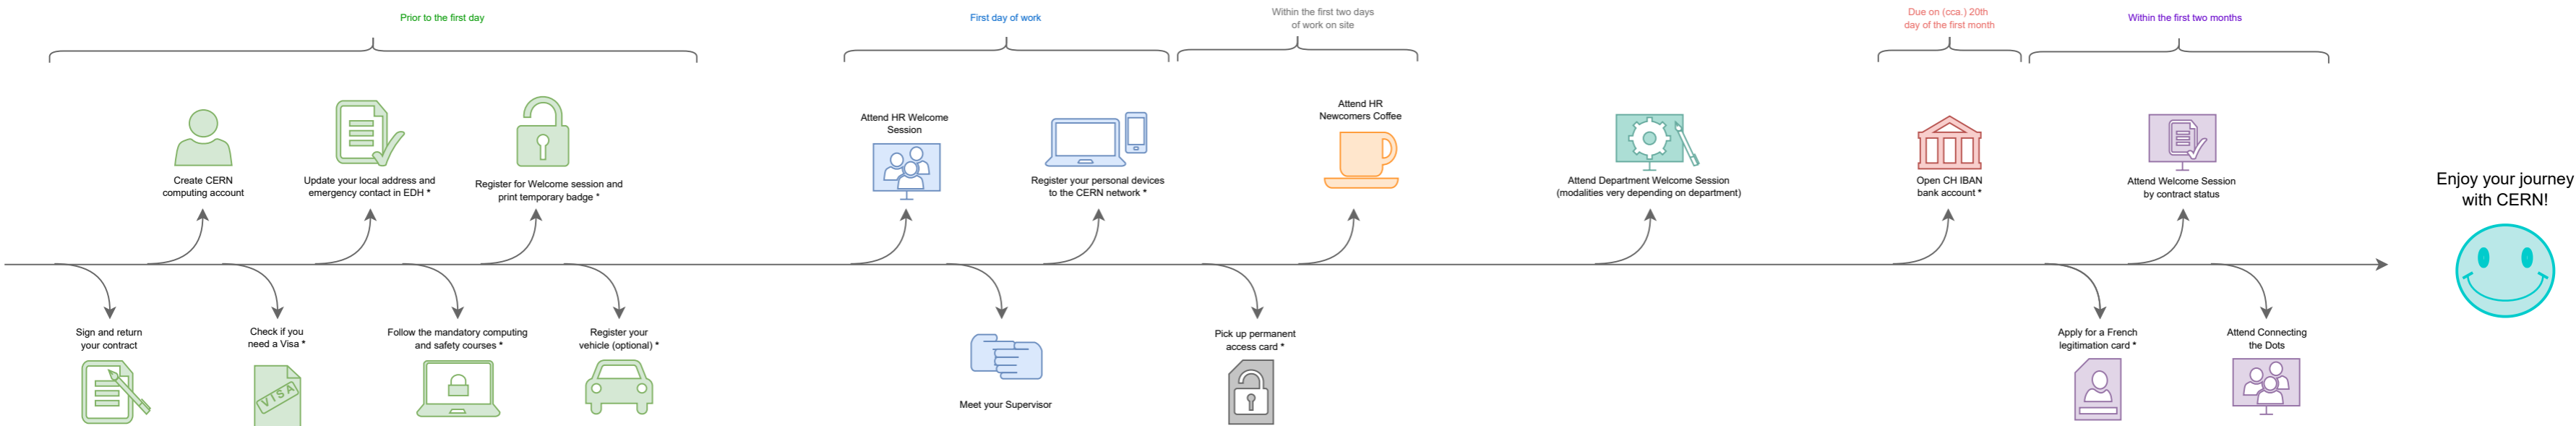 Prior to the first day
First day of work
Within the first two days
of work on site
Due on (cca.) 20th
day of the first month
Within the first two months
Create CERN
computing account
Update your local address and
emergency contact in EDH *
Register for Welcome session and
print temporary badge *
Attend HR Welcome
Session
Register your personal devices
to the CERN network *
Attend HR
Newcomers Coffee
Attend Department Welcome Session
(modalities very depending on department)
Open CH IBAN
bank account *
Attend Welcome Session
by contract status
Enjoy your journey
with CERN!
Sign and return
your contract
Check if you
need a Visa *
VISA
Follow the mandatory computing
and safety courses *
Register your
vehicle (optional) *
Meet your Supervisor
Pick up permanent
access card *
Apply for a French
legitimation card *
Attend Connecting
the Dots